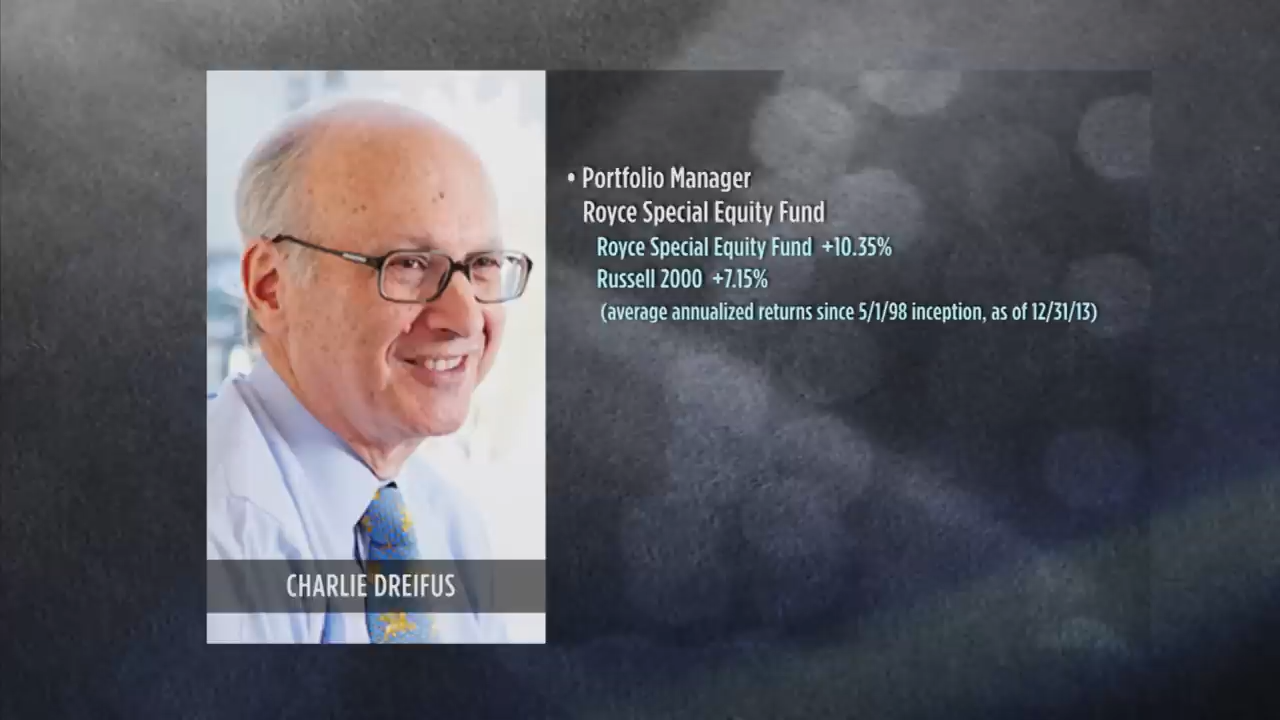 • Portfolio Manager
Royce Special Equity Fund
Royce Special Equity Fund +10.35%
Russell 2000 +7.15%
(average annualized returns since 5/1/98 inception, as of 12/31/13)
CHARLIE DREIFUS